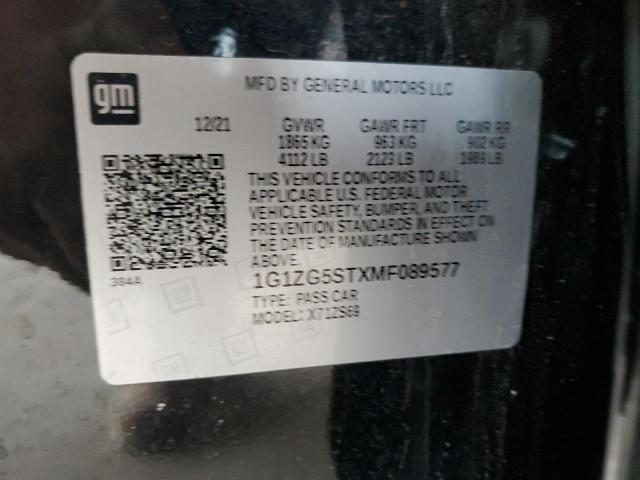 gm
MFD BY GENERAL MOTORS LLC
12/21 GVWR GAWR FRT GAWR RR
1865 KG 963 KG 902 KG
4112 LB 2123 LB 1989 LB
THIS VEHICLE CONFORMS TO ALL
APPLICABLE U.S. FEDERAL MOTOR
VEHICLE SAFETY, BUMPER, AND THEFT
PREVENTION STANDARDS IN EFFECT ON
THE DATE OF MANUFACTURE SHOWN
ABOVE.
384A
1G1ZG5STXMF089577
TYPE: PASS CAR
MODEL: X71ZS69